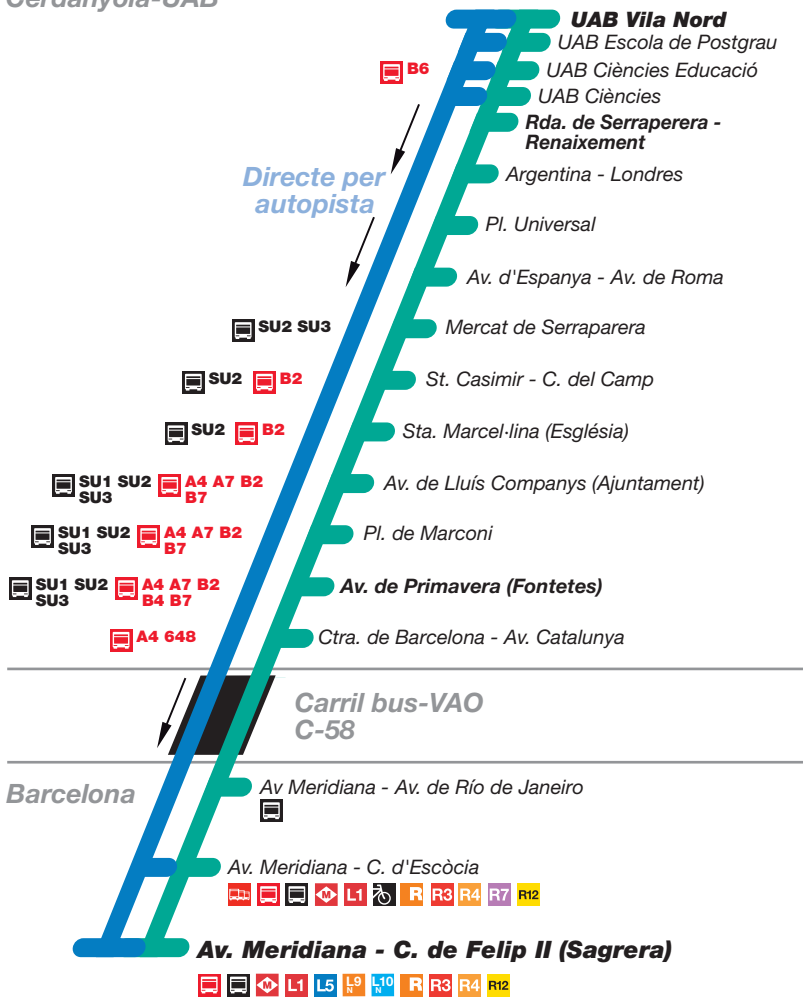 Cerdanyola-UAB
UAB Vila Nord
UAB Escola de Postgrau
B6
UAB Ciències Educació
UAB Ciències
Rda. de Serraperera -
Renaixement
Directe per
autopista
Argentina - Londres
Pl. Universal
Av. d'Espanya - Av. de Roma
SU2 SU3
Mercat de Serraparera
SU2 B2
St. Casimir - C. del Camp
SU2 B2
Sta. Marcel·lina (Església)
SU1 SU2 A4 A7 B2
SU3 B7
Av. de Lluís Companys (Ajuntament)
SU1 SU2 A4 A7 B2
SU3 B7
Pl. de Marconi
SU1 SU2 A4 A7 B2
SU3 B4 B7
Av. de Primavera (Fontetes)
A4 648
Ctra. de Barcelona - Av. Catalunya
Carril bus-VAO
C-58
Barcelona
Av Meridiana - Av. de Río de Janeiro
Av. Meridiana - C. d'Escòcia
M L1 R R3 R4 R7 R12
Av. Meridiana - C. de Felip II (Sagrera)
M L1 L5 L9 N L10 N R R3 R4 R12